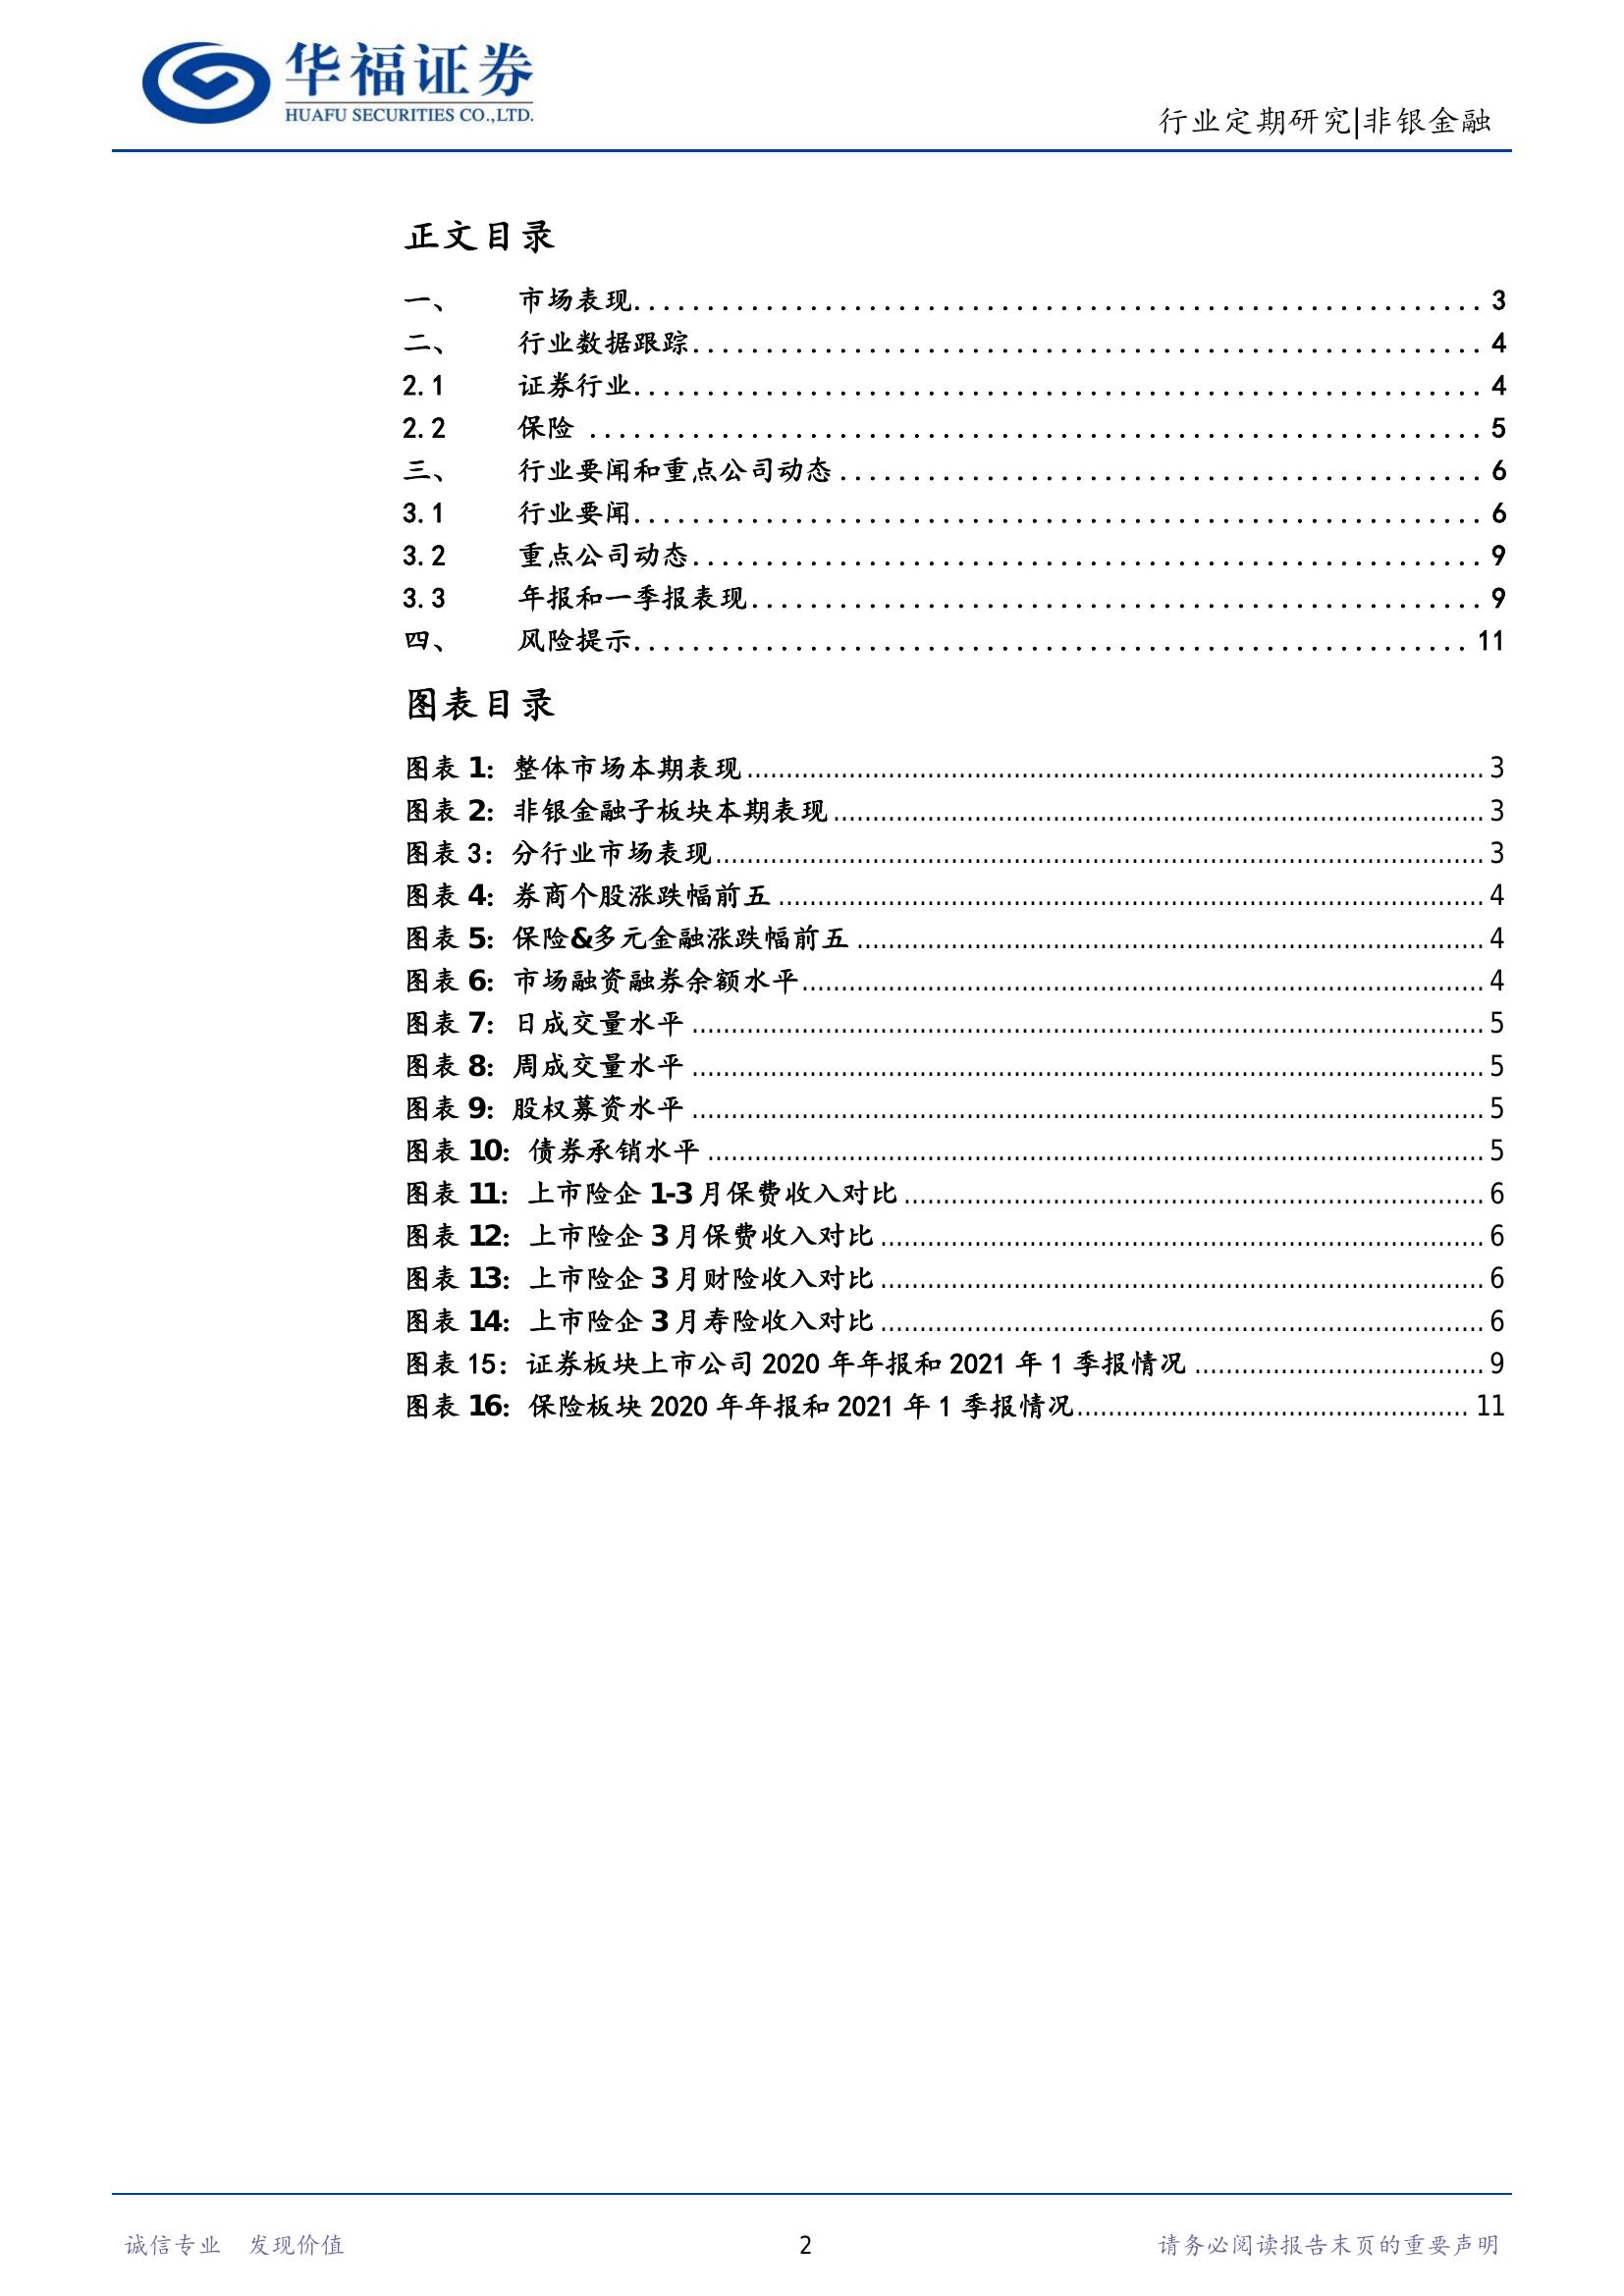 华福证券
HUAFU SECURITIES CO.,LTD.
行业定期研究|非银金融
正文目录
一、 市场表现 3
二、 行业数据跟踪 4
2.1 证券行业 4
2.2 保险 5
三、 行业要闻和重点公司动态 6
3.1 行业要闻 6
3.2 重点公司动态 9
3.3 年报和一季报表现 9
四、 风险提示 11
图表目录
图表 1: 整体市场本期表现 3
图表 2: 非银金融子板块本期表现 3
图表 3: 分行业市场表现 3
图表 4: 券商个股涨跌幅前五 4
图表 5: 保险&多元金融涨跌幅前五 4
图表 6: 市场融资融券余额水平 4
图表 7: 日成交量水平 5
图表 8: 周成交量水平 5
图表 9: 股权募资水平 5
图表 10: 债券承销水平 5
图表 11: 上市险企 1-3 月保费收入对比 6
图表 12: 上市险企 3 月保费收入对比 6
图表 13: 上市险企 3 月财险收入对比 6
图表 14: 上市险企 3 月寿险收入对比 6
图表 15: 证券板块上市公司 2020 年年报和 2021 年 1 季报情况 9
图表 16: 保险板块 2020 年年报和 2021 年 1 季报情况 11
诚信专业 发现价值 2 请务必阅读报告末页的重要声明